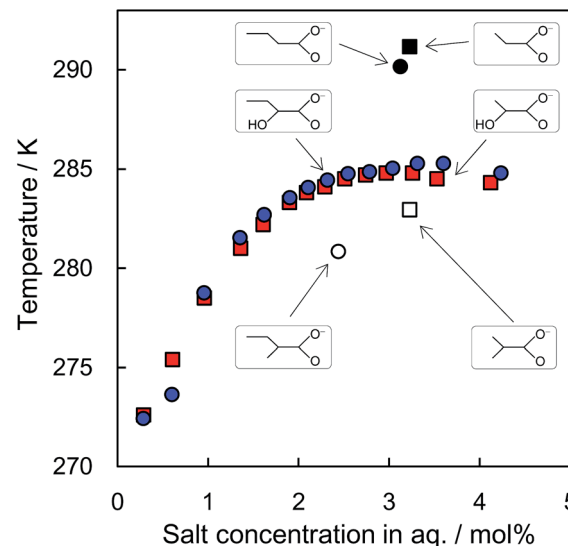 290
285
280
275
270
0 1 2 3 4 5
Temperature / K
Salt concentration in aq. / mol%
O⁻
O
O⁻
O
O⁻
HO O
O⁻
HO O
O⁻
O
O⁻
O